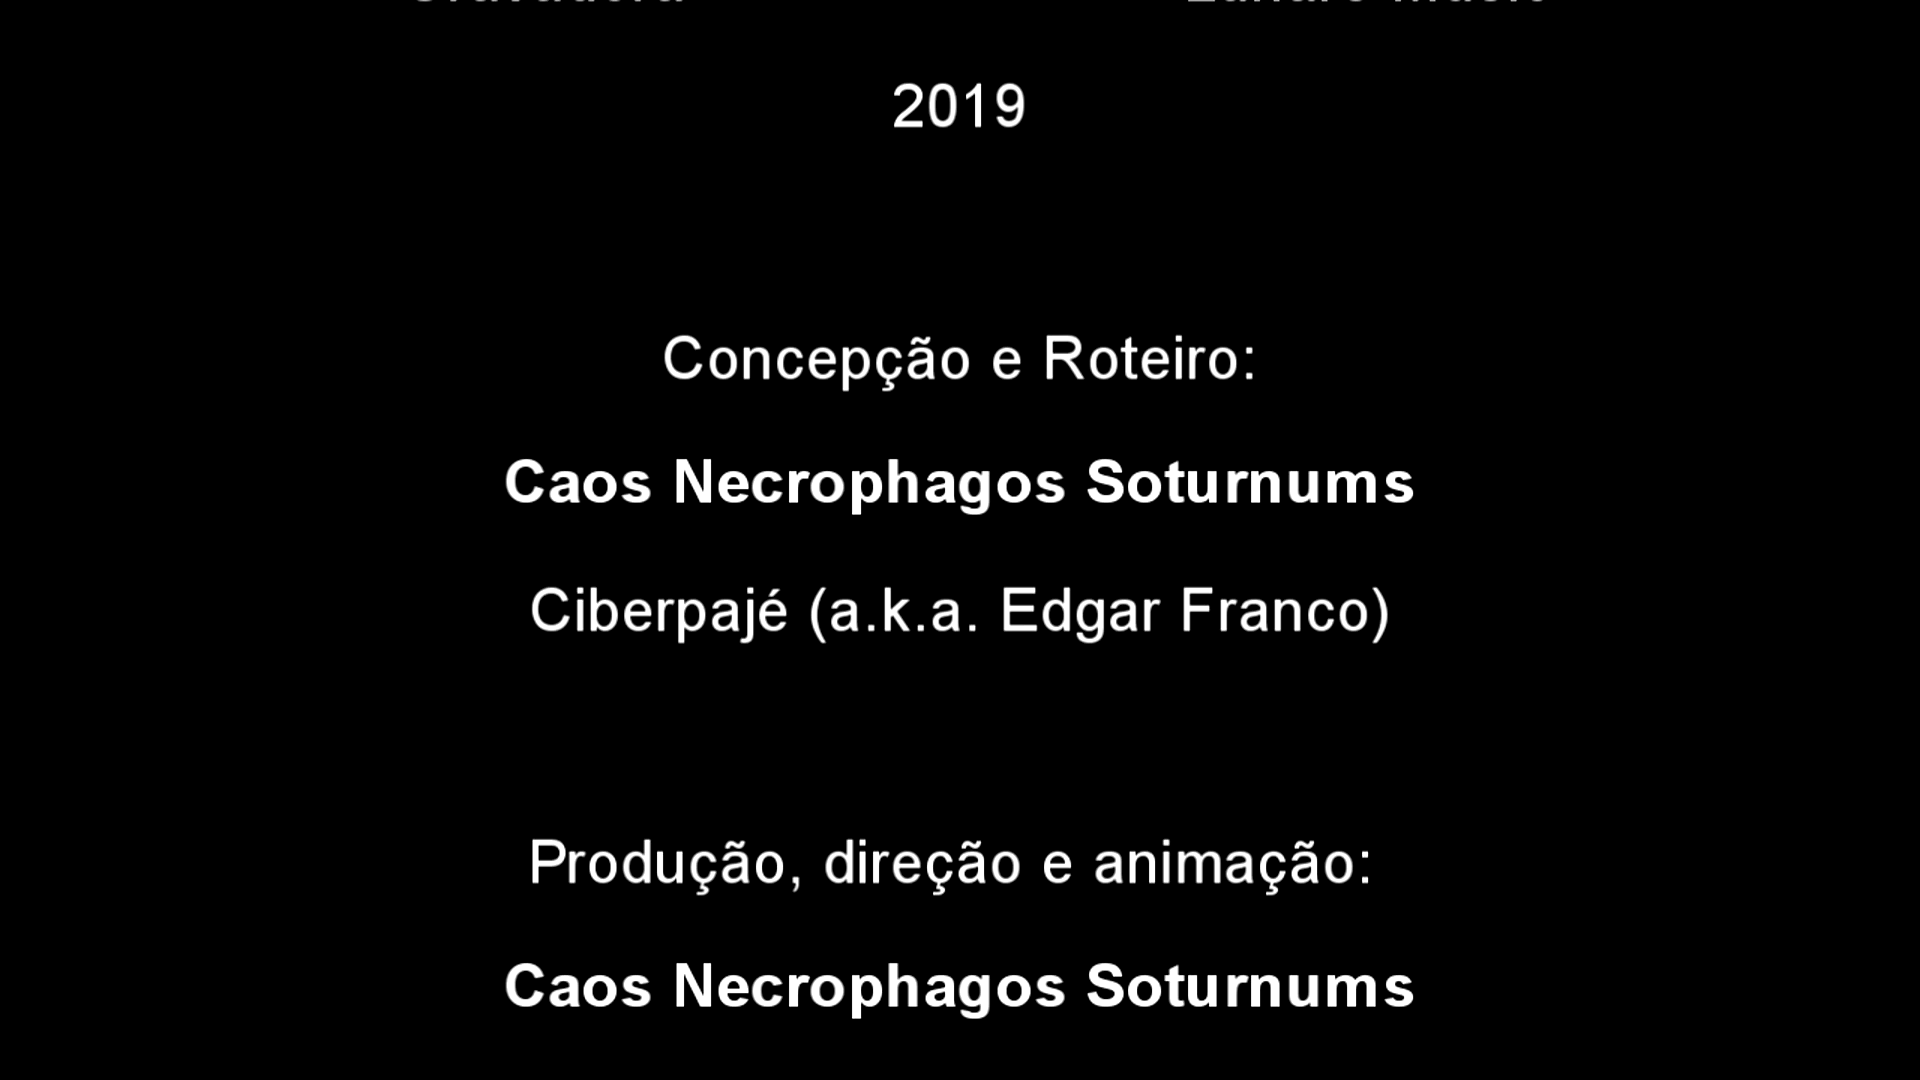 2019
Concepção e Roteiro:
Caos Necrophagos Soturnums
Ciberpajé (a.k.a. Edgar Franco)
Produção, direção e animação:
Caos Necrophagos Soturnums